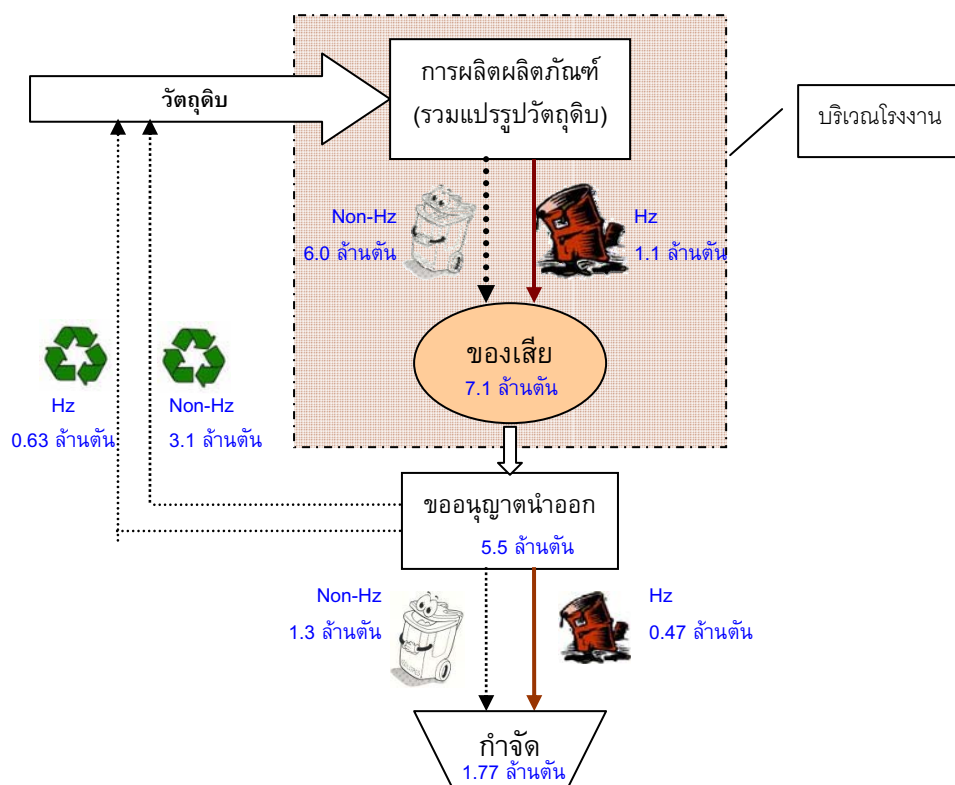 การผลิตผลิตภัณฑ์
(รวมแปรรูปวัตถุดิบ)
วัตถุดิบ
บริเวณโรงงาน
Non-Hz
6.0 ล้านตัน
Hz
1.1 ล้านตัน
ของเสีย
7.1 ล้านตัน
Hz
0.63 ล้านตัน
Non-Hz
3.1 ล้านตัน
ขออนุญาตนำออก
5.5 ล้านตัน
Non-Hz
1.3 ล้านตัน
Hz
0.47 ล้านตัน
กำจัด
1.77 ล้านตัน